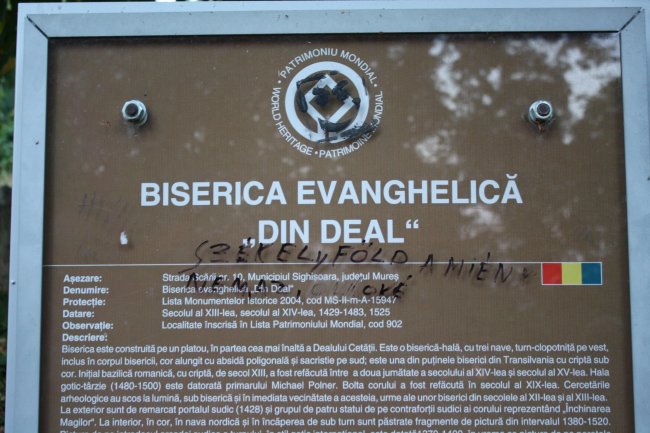 PATRIMONIU MONDIAL
WORLD HERITAGE • PATRIMOINE MONDIAL
BISERICA EVANGHELICĂ
„DIN DEAL“
SZÉKELYFÖLD A MIÉNK
Așezare: Strada Scării nr. 10, Municipiul Sighișoara, județul Mureș
Denumire: Biserica evanghelică „Din Deal”
Protecție: Lista Monumentelor Istorice 2004, cod MS-II-m-A-15947
Datare: Secolul al XIII-lea, secolul al XIV-lea, 1429-1483, 1525
Observație: Localitate înscrisă în Lista Patrimoniului Mondial, cod 902
Descriere:
Biserica este construită pe un platou, în partea cea mai înaltă a Dealului Cetății. Este o biserică-hală, cu trei nave, turn-clopotniță pe vest,
inclus în corpul bisericii, cor alungit cu absidă poligonală și sacristie pe sud; este una din puținele biserici din Transilvania cu criptă sub
cor. Inițial bazilică romanică, cu criptă, de secol XIII, a fost refăcută între a doua jumătate a secolului al XIV-lea și secolul al XV-lea. Hala
gotic-târzie (1480-1500) este datorată primarului Michael Polner. Bolta corului a fost refăcută în secolul al XIX-lea. Cercetările
arheologice au scos la lumină, sub biserică și în imediata vecinătate a acesteia, urme ale unor biserici din secolele al XII-lea și al XIII-lea.
La exterior sunt de remarcat portalul sudic (1428) și grupul de patru statui de pe contraforții sudici ai corului reprezentând „Închinarea
Magilor”. La interior, în cor, în nava nordică și în încăperea de sub turn sunt păstrate fragmente de pictură din intervalul 1380-1520.